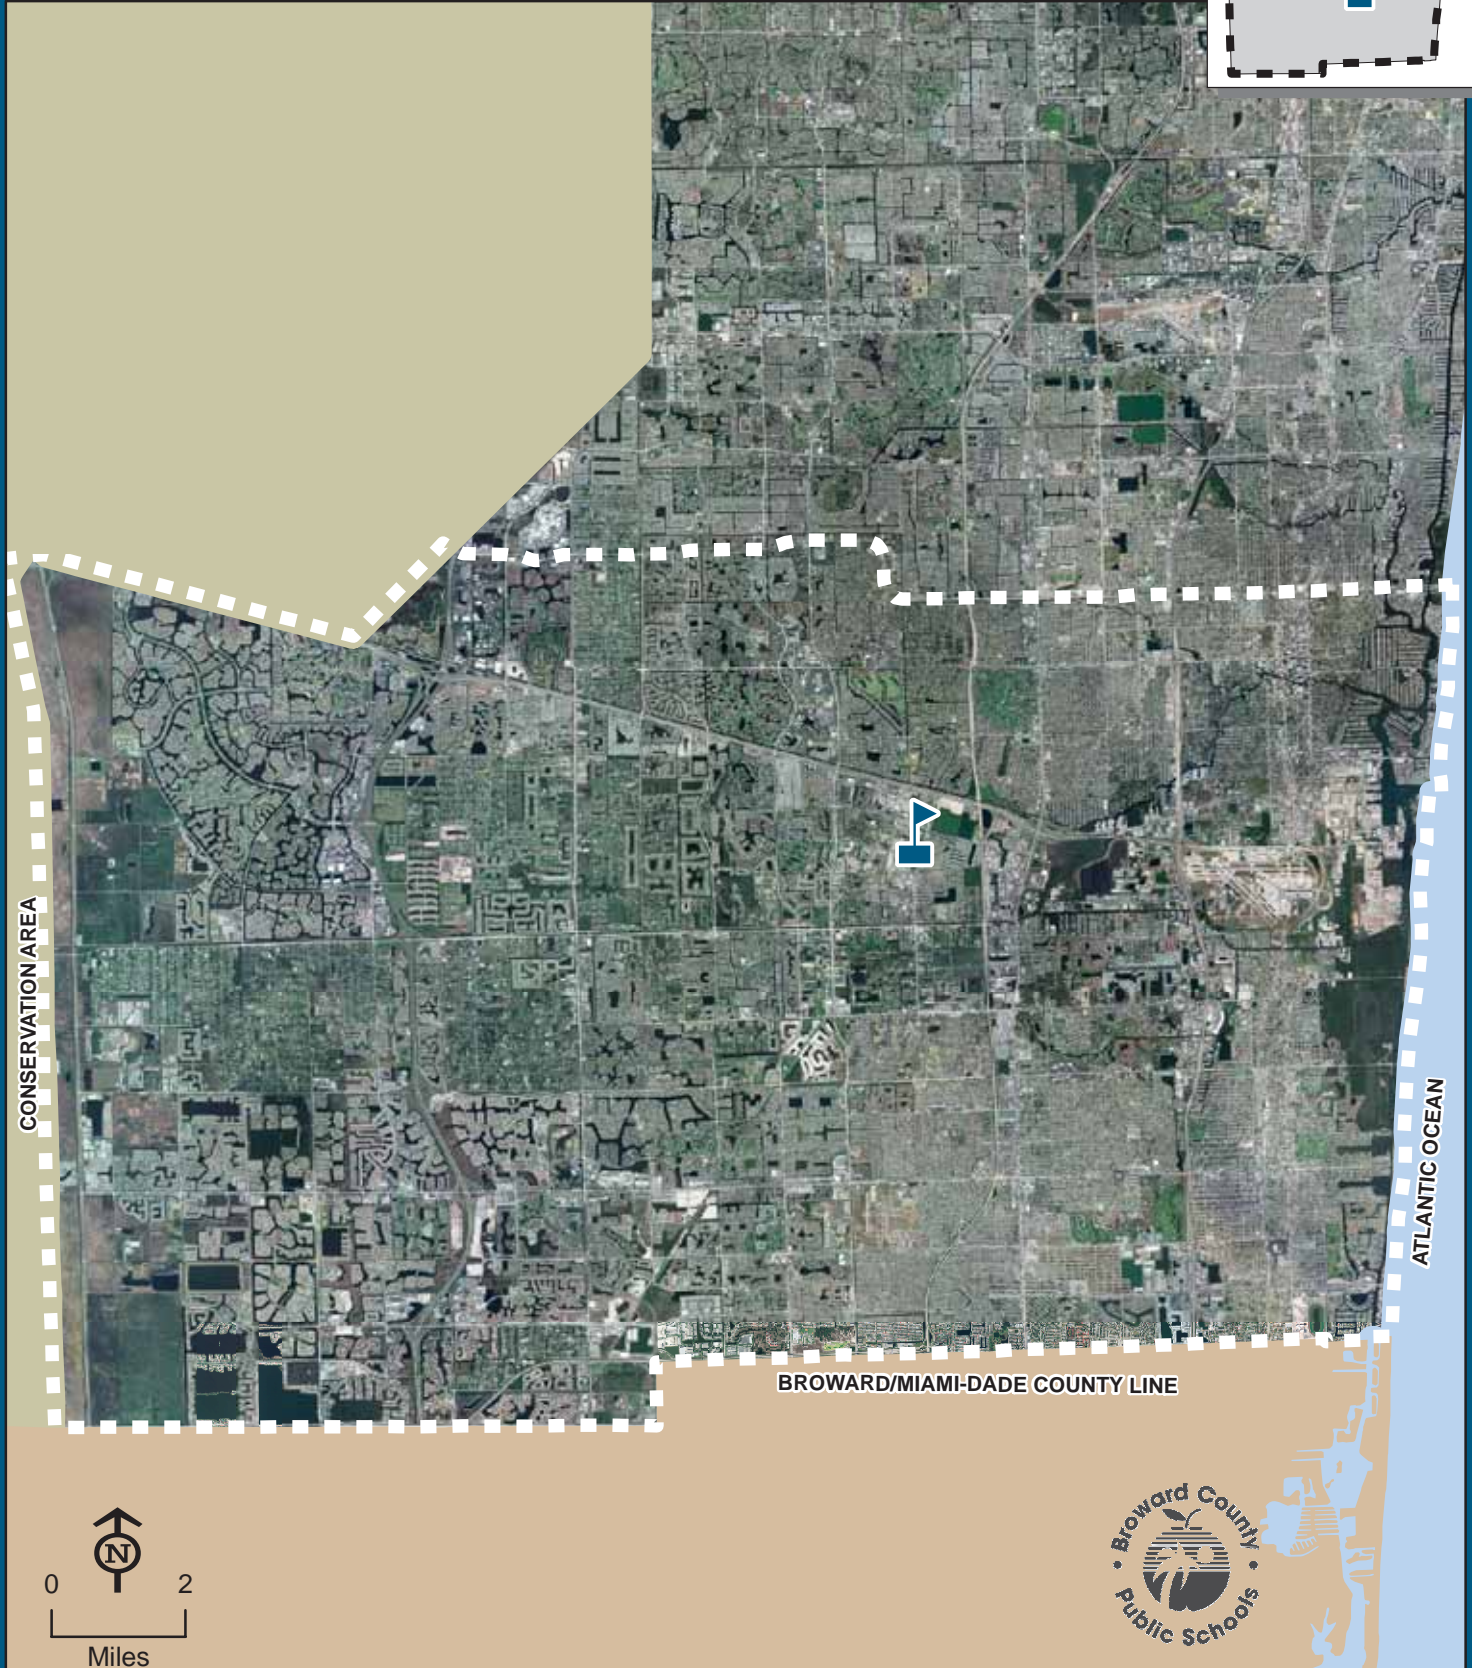 CONSERVATION AREA
ATLANTIC OCEAN
BROWARD/MIAMI-DADE COUNTY LINE
N
0 2
Miles
Broward County
• Public Schools •